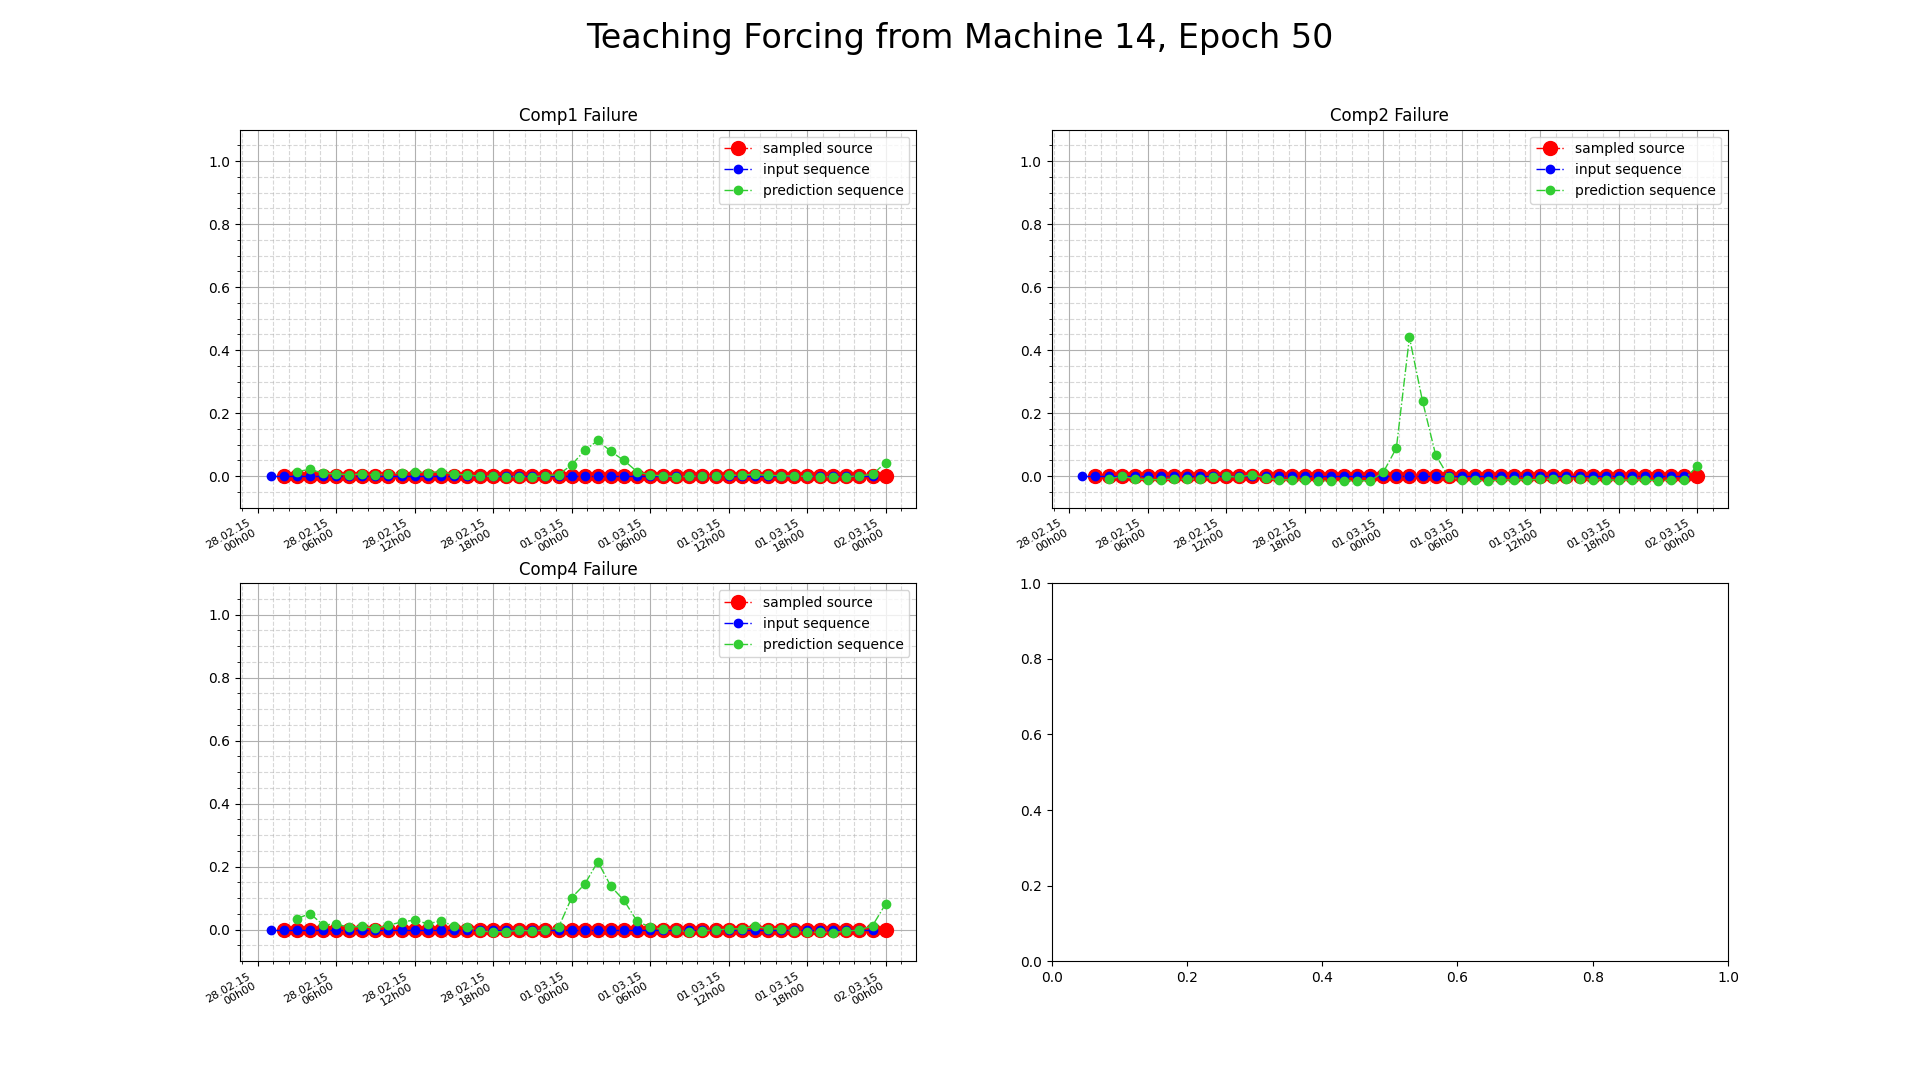 Teaching Forcing from Machine 14, Epoch 50
Comp1 Failure
sampled source
input sequence
prediction sequence
1.0
0.8
0.6
0.4
0.2
0.0
28.02.15
00h00
28.02.15
06h00
28.02.15
12h00
28.02.15
18h00
01.03.15
00h00
01.03.15
06h00
01.03.15
12h00
01.03.15
18h00
02.03.15
00h00
Comp2 Failure
sampled source
input sequence
prediction sequence
1.0
0.8
0.6
0.4
0.2
0.0
28.02.15
00h00
28.02.15
06h00
28.02.15
12h00
28.02.15
18h00
01.03.15
00h00
01.03.15
06h00
01.03.15
12h00
01.03.15
18h00
02.03.15
00h00
Comp4 Failure
sampled source
input sequence
prediction sequence
1.0
0.8
0.6
0.4
0.2
0.0
28.02.15
00h00
28.02.15
06h00
28.02.15
12h00
28.02.15
18h00
01.03.15
00h00
01.03.15
06h00
01.03.15
12h00
01.03.15
18h00
02.03.15
00h00
1.0
0.8
0.6
0.4
0.2
0.0
0.0 0.2 0.4 0.6 0.8 1.0